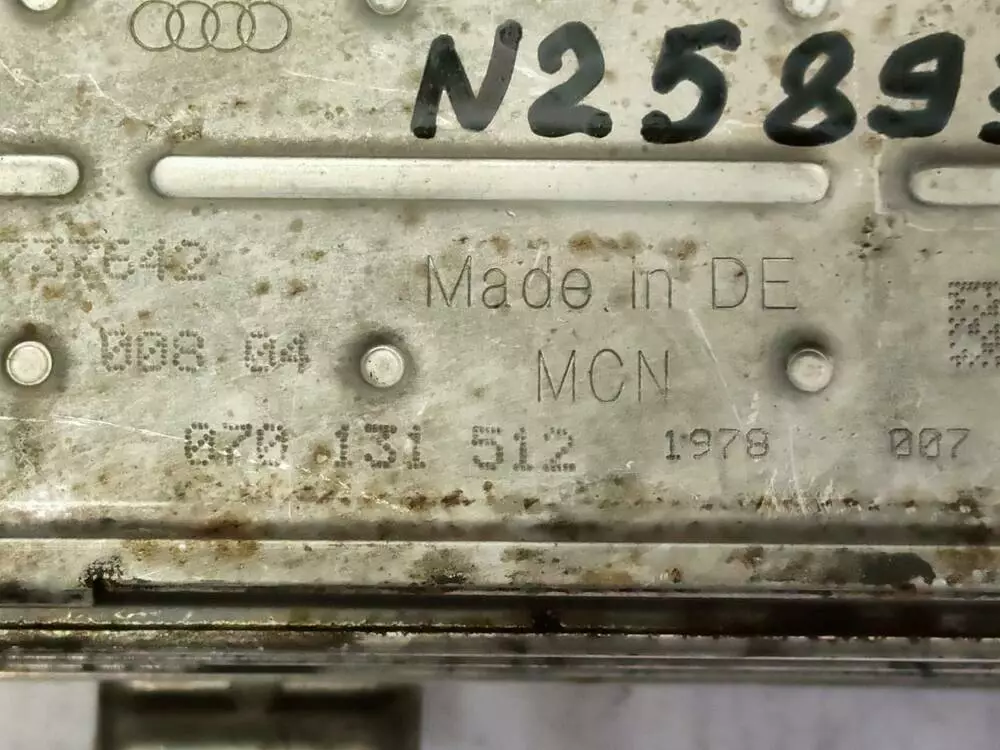 N2589
Made in DE
008 04
MCN
070 131 512 1978 007